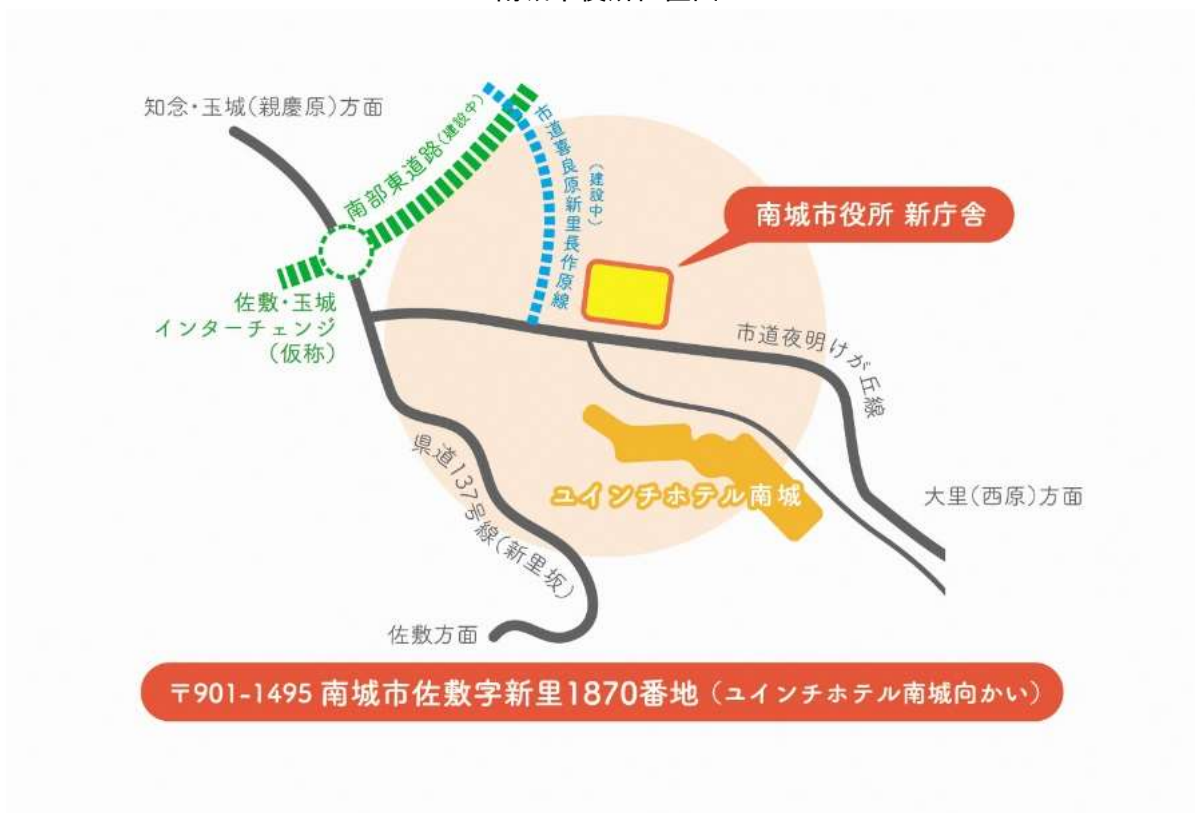 知念・玉城(親慶原)方面
南部東道路(建設中)
市道喜良原新里長作原線
(建設中)
南城市役所 新庁舎
佐敷・玉城
インターチェンジ
(仮称)
市道夜明けが丘線
県道137号線(新里坂)
ユインチホテル南城
大里(西原)方面
佐敷方面
〒901-1495 南城市佐敷字新里1870番地(ユインチホテル南城向かい)